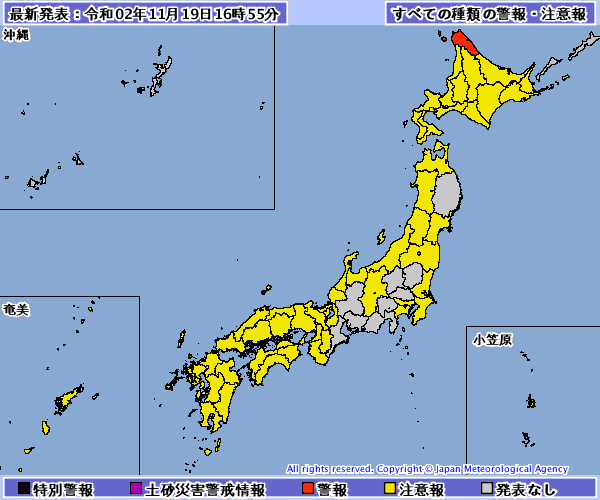 最新発表：令和02年11月19日16時55分
すべての種類の警報・注意報
沖縄
奄美
小笠原
All rights reserved. Copyright © Japan Meteorological Agency
特別警報
土砂災害警戒情報
警報
注意報
発表なし